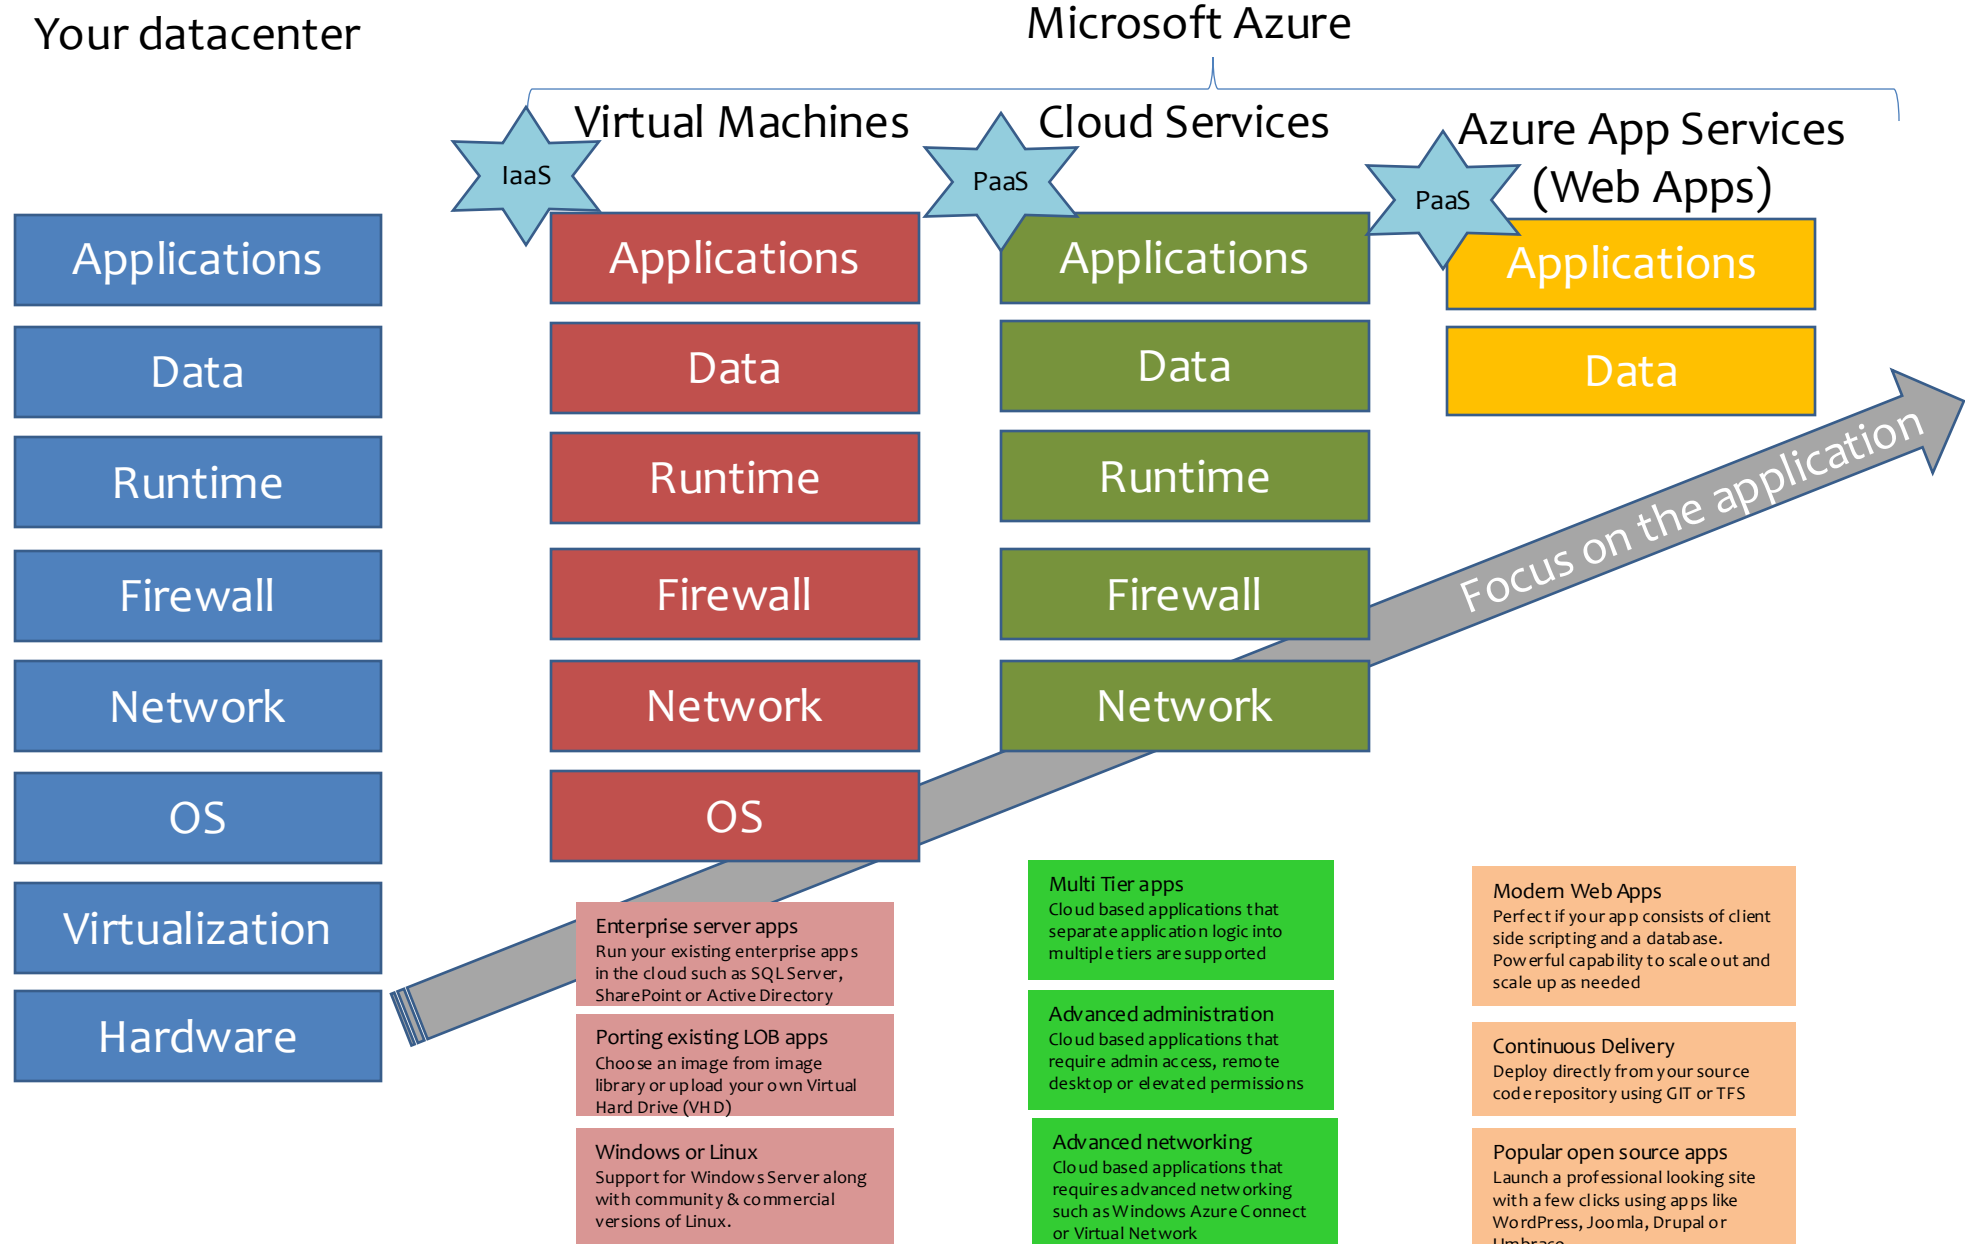 Your datacenter
Microsoft Azure
Virtual Machines
Cloud Services
Azure App Services
(Web Apps)
IaaS
PaaS
PaaS
Applications
Data
Runtime
Firewall
Network
OS
Virtualization
Hardware
Applications
Data
Runtime
Firewall
Network
OS
Applications
Data
Runtime
Firewall
Network
Applications
Data
Focus on the application
Enterprise server apps
Run your existing enterprise apps
in the cloud such as SQL Server,
SharePoint or Active Directory
Porting existing LOB apps
Choose an image from image
library or upload your own Virtual
Hard Drive (VHD)
Windows or Linux
Support for Windows Server along
with community & commercial
versions of Linux.
Multi Tier apps
Cloud based applications that
separate application logic into
multiple tiers are supported
Advanced administration
Cloud based applications that
require admin access, remote
desktop or elevated permissions
Advanced networking
Cloud based applications that
requires advanced networking
such as Windows Azure Connect
or Virtual Network
Modern Web Apps
Perfect if your app consists of client
side scripting and a database.
Powerful capability to scale out and
scale up as needed
Continuous Delivery
Deploy directly from your source
code repository using GIT or TFS
Popular open source apps
Launch a professional looking site
with a few clicks using apps like
WordPress, Joomla, Drupal or